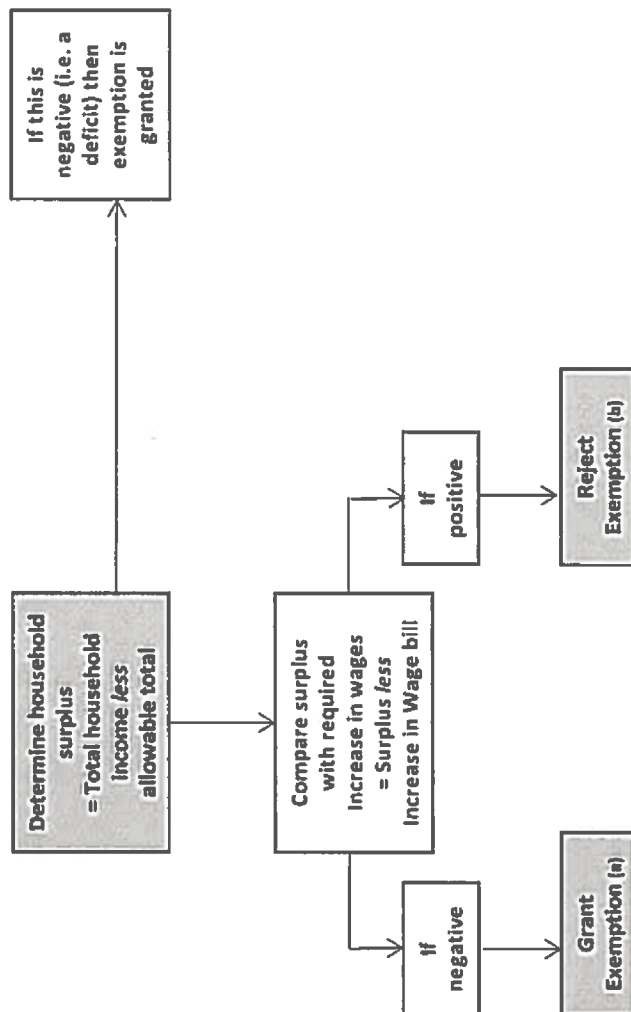 Determine household
surplus
= Total household
income less
allowable total
If this is
negative (i.e. a
deficit) then
exemption is
granted
Compare surplus
with required
Increase in wages
= Surplus less
Increase in Wage bill
If
negative
If
positive
Grant
Exemption (a)
Reject
Exemption (b)